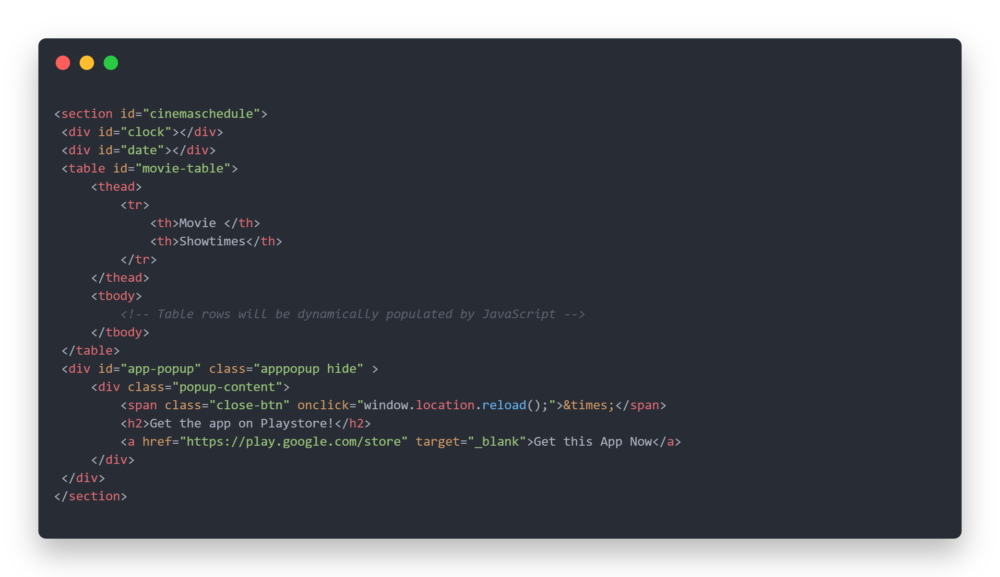 <section id="cinemaschedule">
 <div id="clock"></div>
 <div id="date"></div>
 <table id="movie-table">
     <thead>
         <tr>
             <th>Movie </th>
             <th>Showtimes</th>
         </tr>
     </thead>
     <tbody>
         <!-- Table rows will be dynamically populated by JavaScript -->
     </tbody>
 </table>
 <div id="app-popup" class="apppopup hide" >
     <div class="popup-content">
         <span class="close-btn" onclick="window.location.reload();">&times;</span>
         <h2>Get the app on Playstore!</h2>
         <a href="https://play.google.com/store" target="_blank">Get this App Now</a>
     </div>
 </div>
</section>